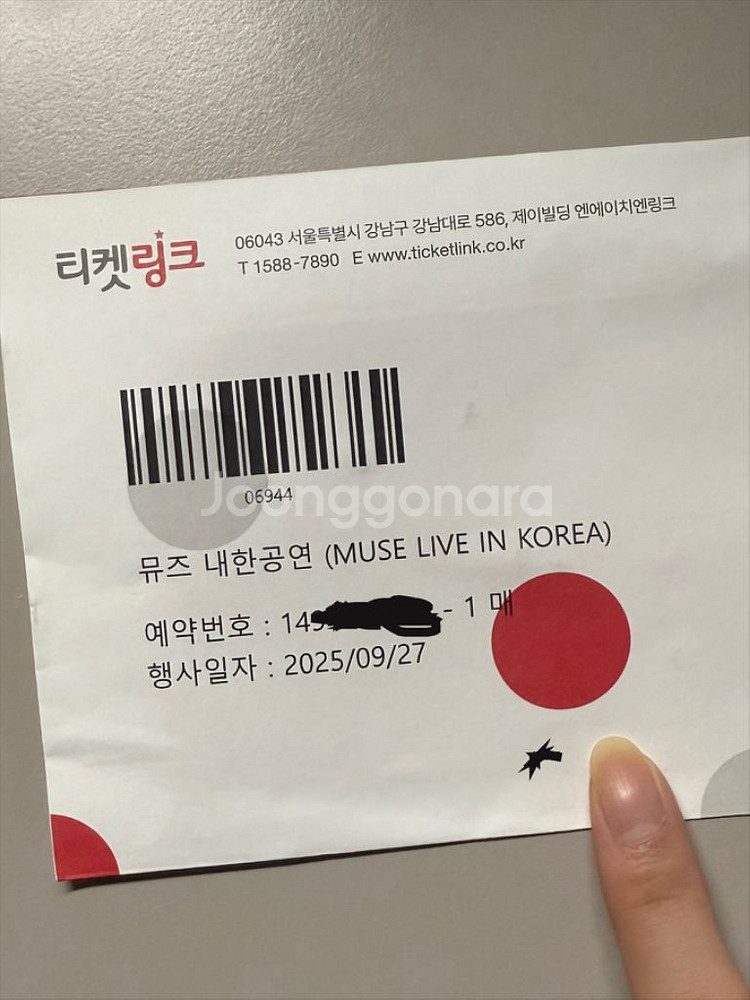 티켓링크
06043 서울특별시 강남구 강남대로 586, 제이빌딩 엔에이치엔링크
T 1588-7890 E www.ticketlink.co.kr
06944
Joonggonara
뮤즈 내한공연 (MUSE LIVE IN KOREA)
예약번호 : 14 - 1 매
행사일자 : 2025/09/27